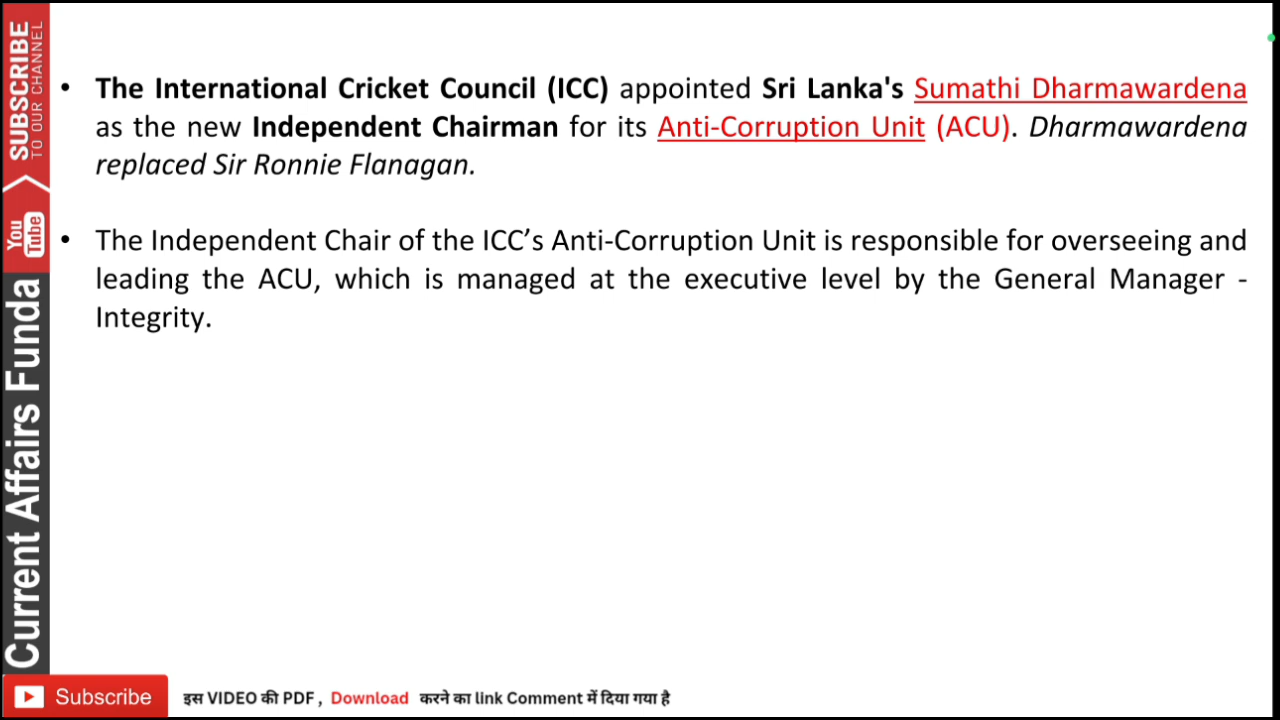 • The International Cricket Council (ICC) appointed Sri Lanka's Sumathi Dharmawardena
as the new Independent Chairman for its Anti-Corruption Unit (ACU). Dharmawardena
replaced Sir Ronnie Flanagan.
• The Independent Chair of the ICC’s Anti-Corruption Unit is responsible for overseeing and
leading the ACU, which is managed at the executive level by the General Manager -
Integrity.
SUBSCRIBE
TO OUR CHANNEL
You
Tube
Current Affairs Funda
Subscribe
इस VIDEO की PDF , Download करने का link Comment में दिया गया है